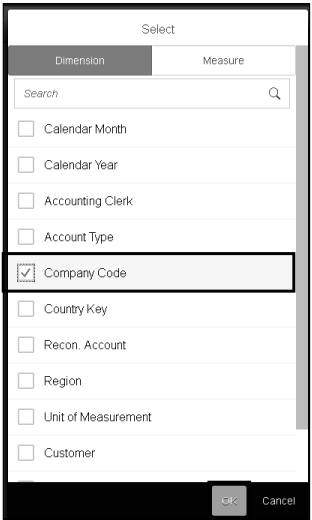 Select
Dimension Measure
Search
Calendar Month
Calendar Year
Accounting Clerk
Account Type
Company Code
Country Key
Recon. Account
Region
Unit of Measurement
Customer
OK Cancel